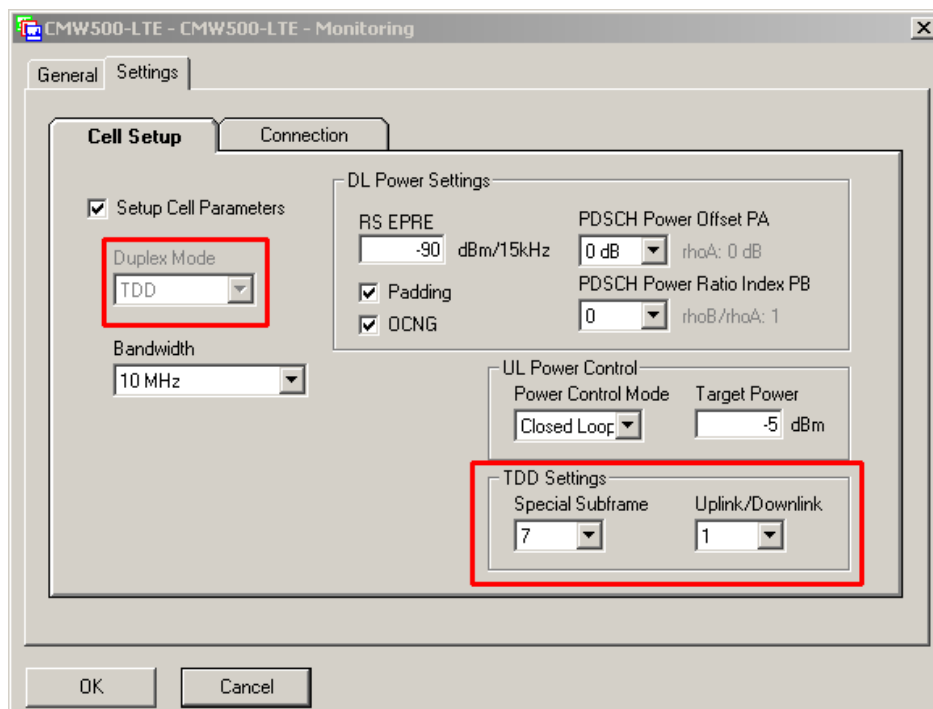 CMW500-LTE - CMW500-LTE - Monitoring
General Settings
Cell Setup Connection
Setup Cell Parameters
Duplex Mode
TDD
Bandwidth
10 MHz
DL Power Settings
RS EPRE
-90 dBm/15kHz
Padding
OCNG
PDSCH Power Offset PA
0 dB rhoA: 0 dB
PDSCH Power Ratio Index PB
0 rhoB/rhoA: 1
UL Power Control
Power Control Mode Target Power
Closed Loop -5 dBm
TDD Settings
Special Subframe Uplink/Downlink
7 1
OK Cancel